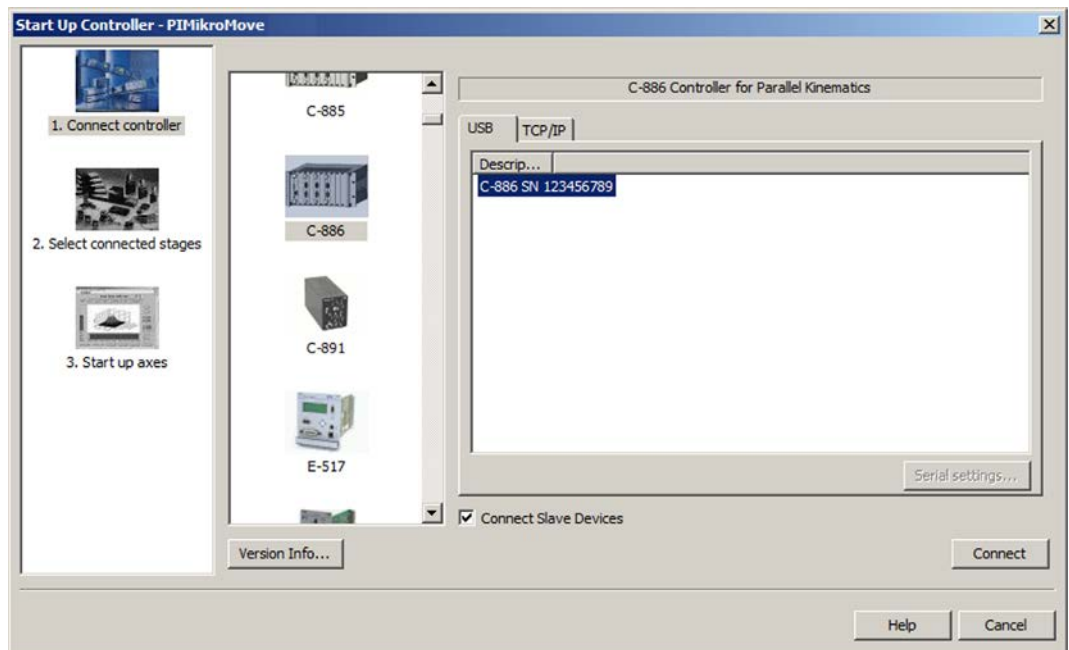 Start Up Controller - PIMikroMove
1. Connect controller
2. Select connected stages
3. Start up axes
C-885
C-886
C-891
E-517
Version Info...
C-886 Controller for Parallel Kinematics
USB
TCP/IP
Descrip...
C-886 SN 123456789
Serial settings...
Connect Slave Devices
Connect
Help
Cancel